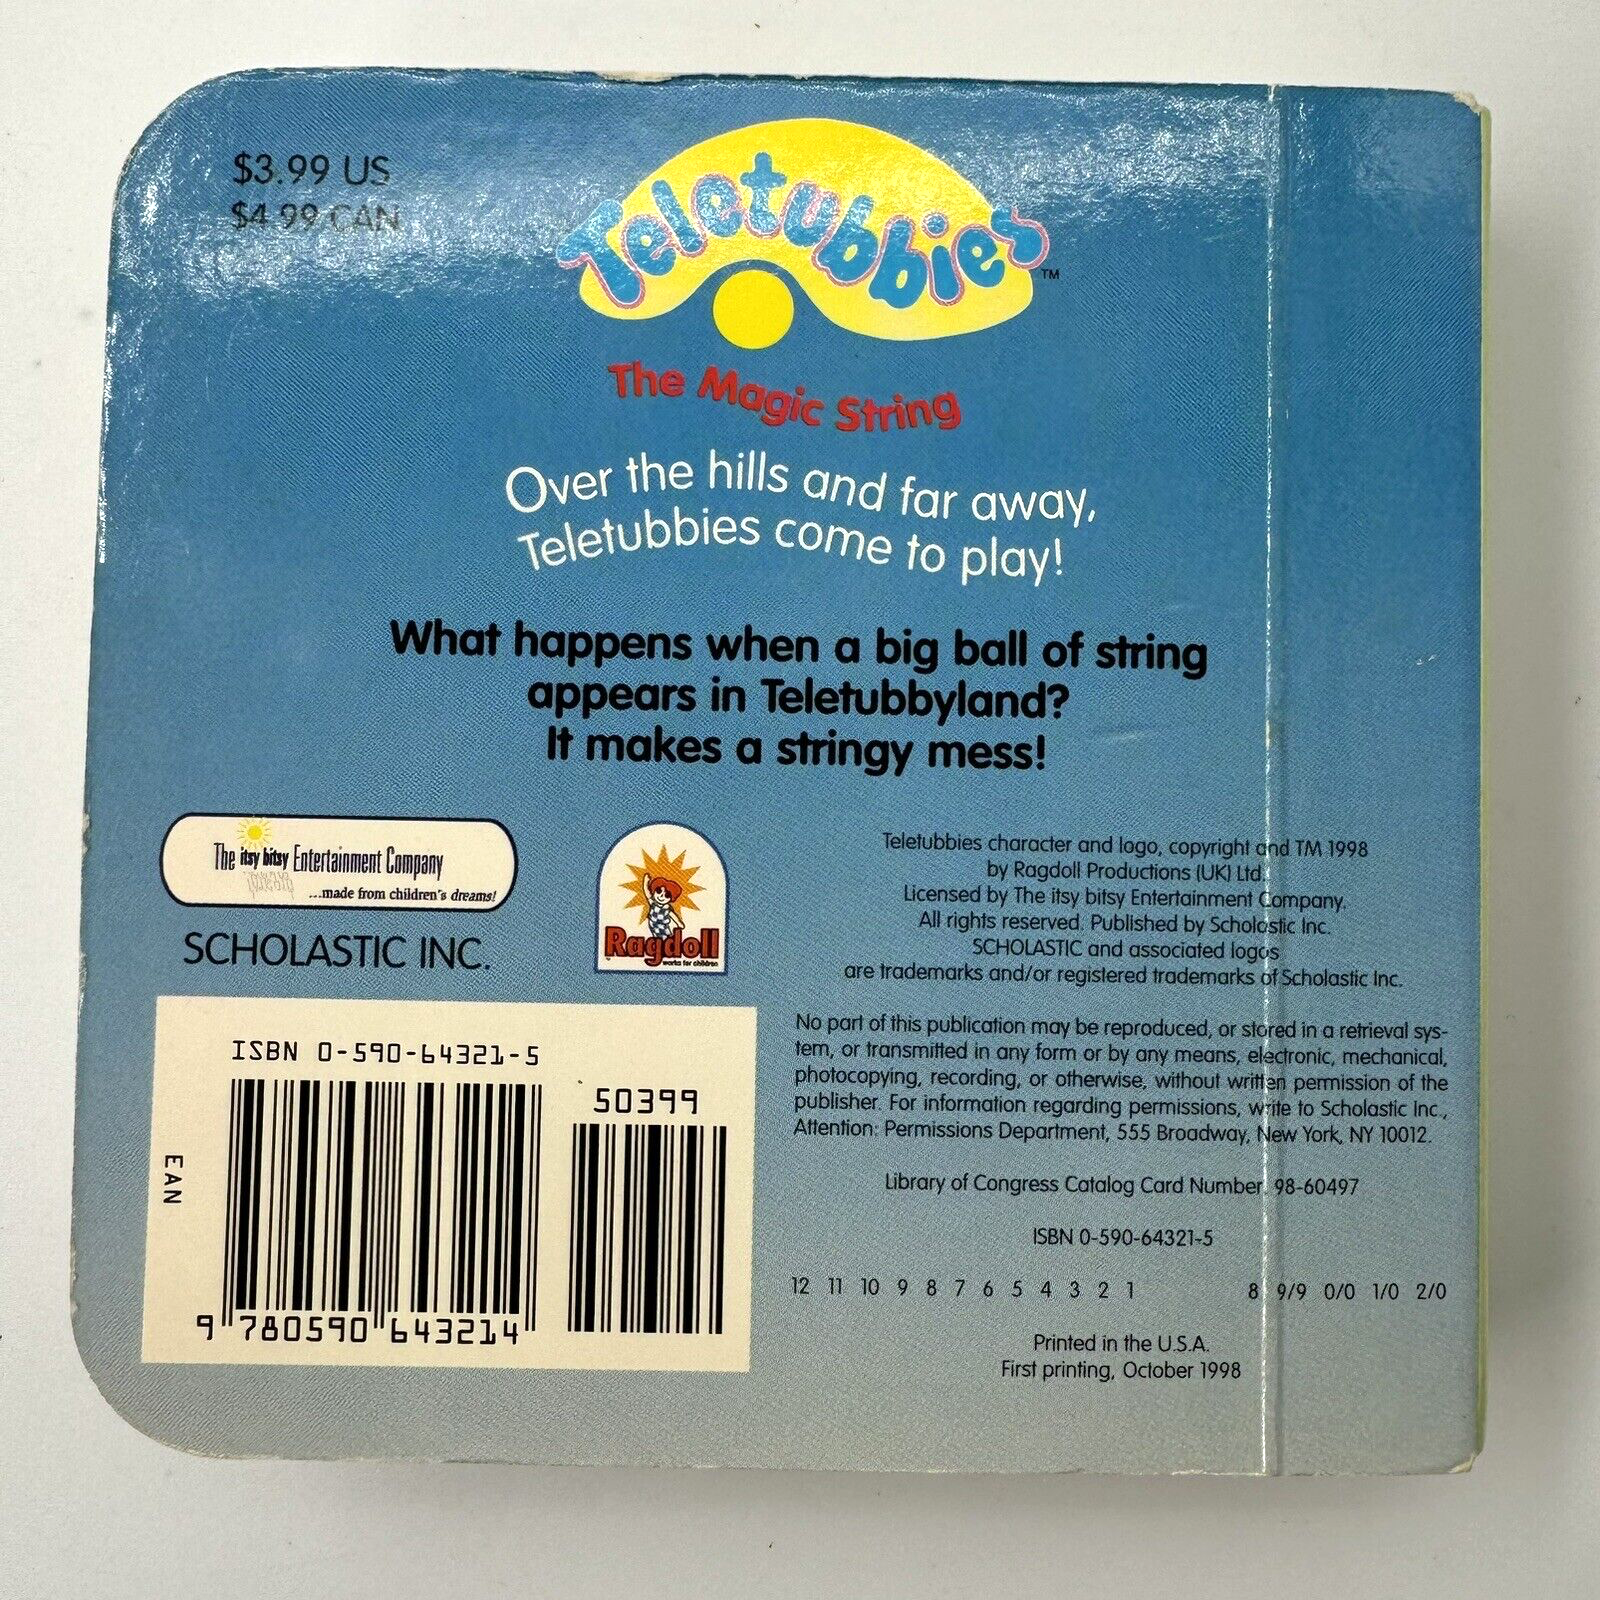 $3.99 US
$4.99 CAN
Teletubbies™
The Magic String
Over the hills and far away,
Teletubbies come to play!
What happens when a big ball of string
appears in Teletubbyland?
It makes a stringy mess!
The itsy bitsy Entertainment Company
...made from children's dreams!
SCHOLASTIC INC.
Ragdoll
works for children
ISBN 0-590-64321-5
50399
EAN
9 780590 643214
Teletubbies character and logo, copyright and TM 1998
by Ragdoll Productions (UK) Ltd.
Licensed by The itsy bitsy Entertainment Company.
All rights reserved. Published by Scholastic Inc.
SCHOLASTIC and associated logos
are trademarks and/or registered trademarks of Scholastic Inc.
No part of this publication may be reproduced, or stored in a retrieval sys-
tem, or transmitted in any form or by any means, electronic, mechanical,
photocopying, recording, or otherwise, without written permission of the
publisher. For information regarding permissions, write to Scholastic Inc.,
Attention: Permissions Department, 555 Broadway, New York, NY 10012.
Library of Congress Catalog Card Number: 98-60497
ISBN 0-590-64321-5
12 11 10 9 8 7 6 5 4 3 2 1 8 9/9 0/0 1/0 2/0
Printed in the U.S.A.
First printing, October 1998